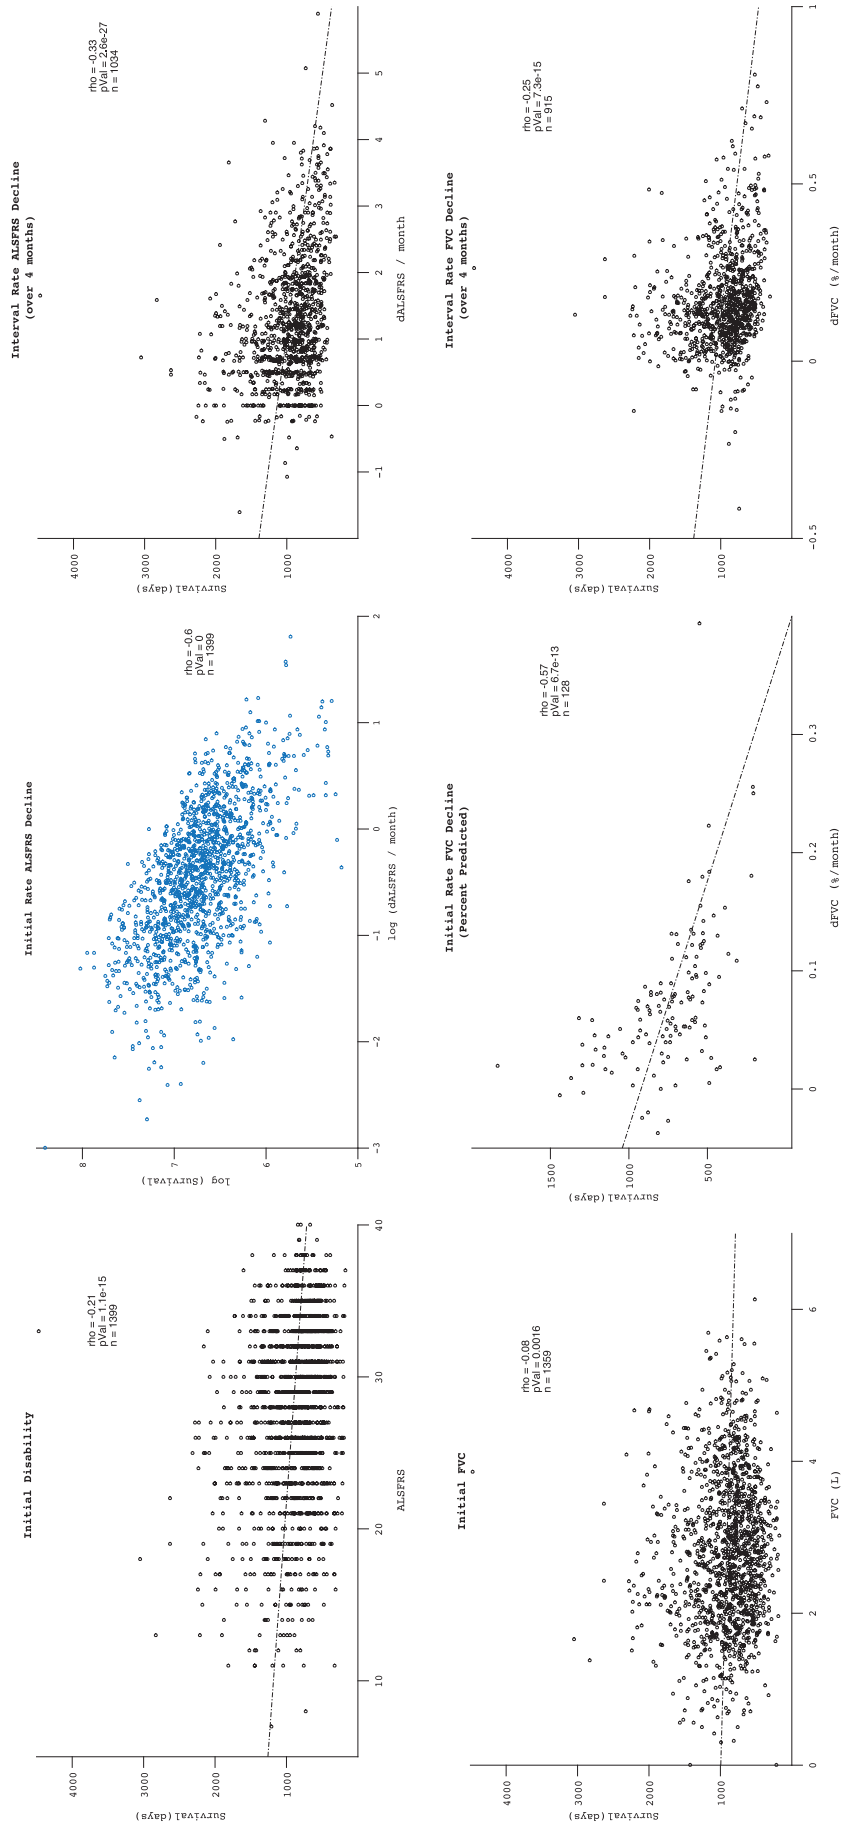 Initial Disability
rho = -0.21
pVal = 1.1e-15
n = 1399
4000
3000
2000
1000
Survival(days)
10
20
30
40
ALSFRS
Initial Rate ALSFRS Decline
rho = -0.6
pVal = 0
n = 1399
8
7
6
5
log (Survival)
-3
-2
-1
0
1
2
log (dALSFRS / month)
Interval Rate ALSFRS Decline
(over 4 months)
rho = -0.33
pVal = 2.6e-27
n = 1034
4000
3000
2000
1000
Survival(days)
-1
0
1
2
3
4
5
dALSFRS / month
Initial FVC
rho = -0.08
pVal = 0.0016
n = 1359
4000
3000
2000
1000
Survival(days)
0
2
4
6
FVC (L)
Initial Rate FVC Decline
(Percent Predicted)
rho = -0.57
pVal = 6.7e-13
n = 128
1500
1000
500
Survival(days)
0
0.1
0.2
0.3
dFVC (%/month)
Interval Rate FVC Decline
(over 4 months)
rho = -0.25
pVal = 7.3e-15
n = 915
4000
3000
2000
1000
Survival(days)
-0.5
0
0.5
1
dFVC (%/month)